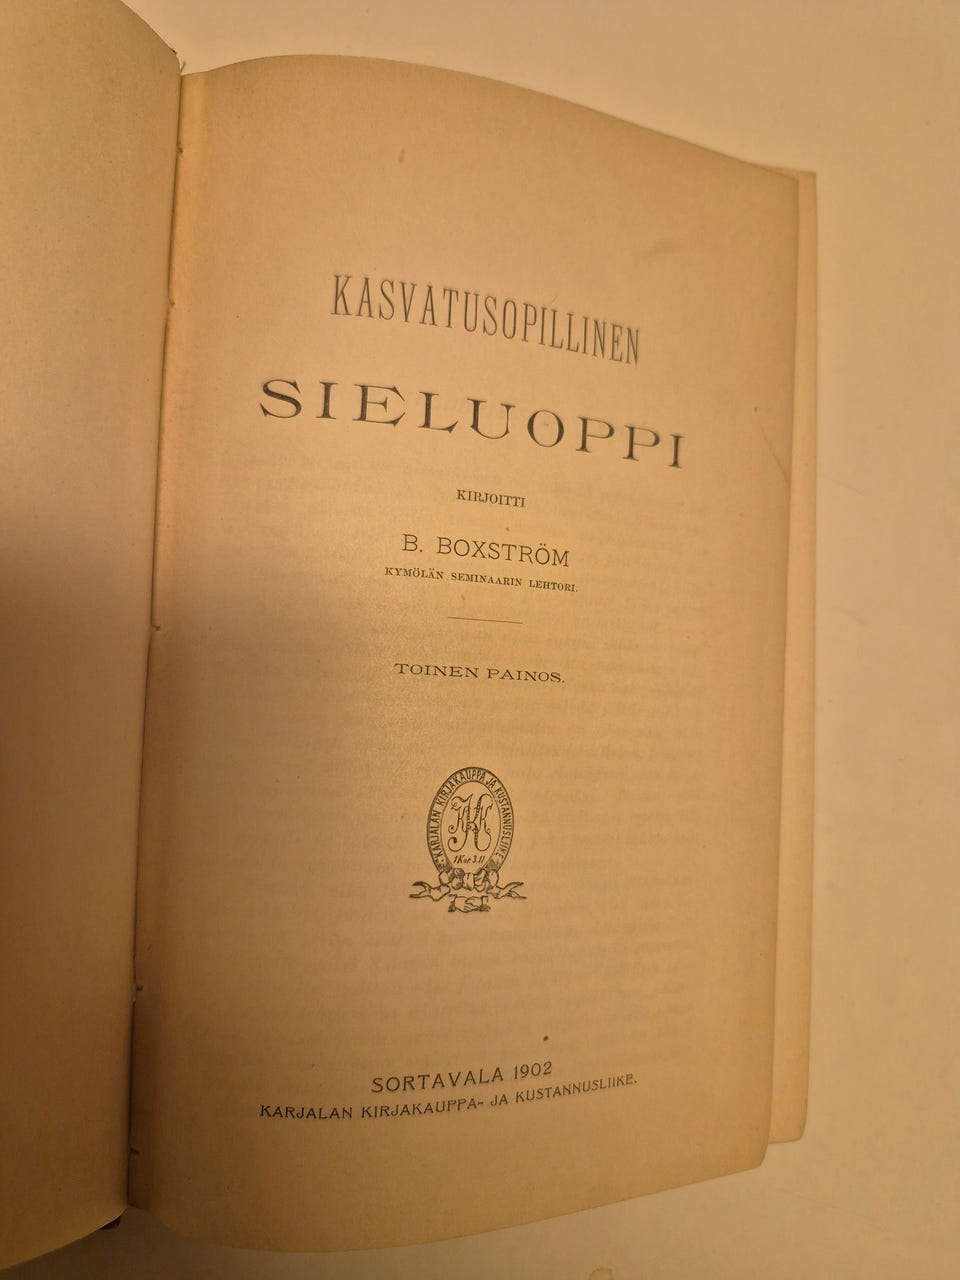 KASVATUSOPILLINEN
SIELUOPPI
KIRJOITTI
B. BOXSTRÖM
KYMÖLÄN SEMINAARIN LEHTORI.
TOINEN PAINOS.
KARJALAN KIRJAKAUPPA JA KUSTANNUSLIIKE
KKK
1 Kor 3.11
SORTAVALA 1902
KARJALAN KIRJAKAUPPA- JA KUSTANNUSLIIKE.